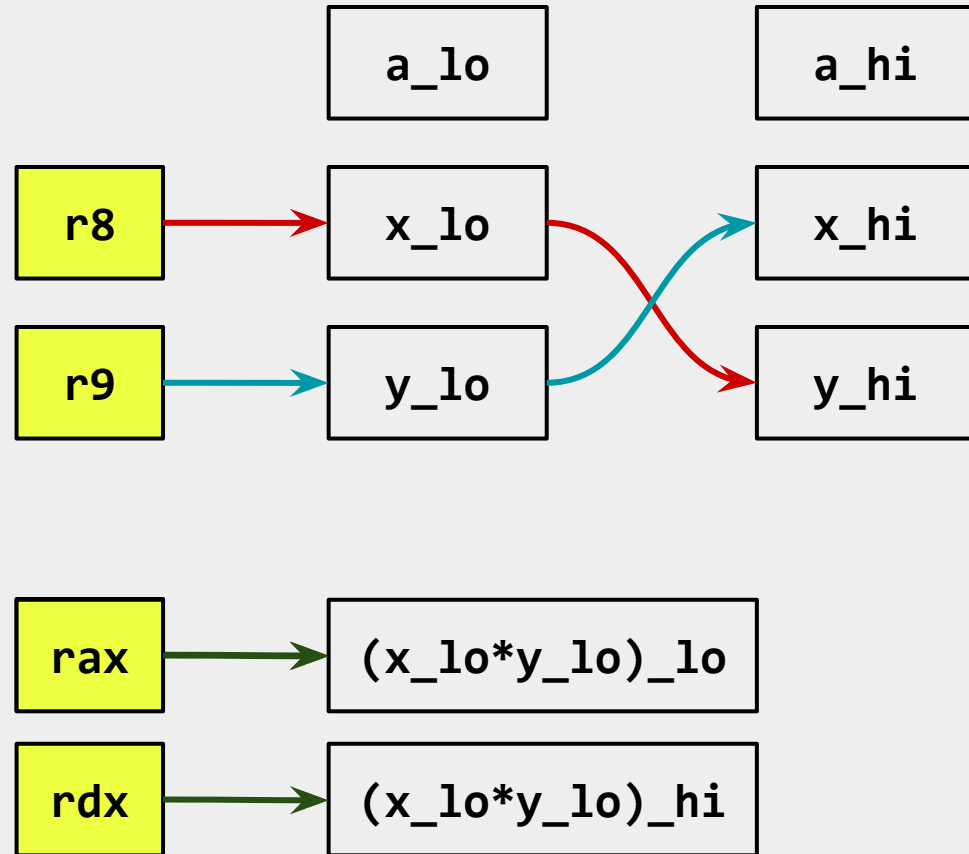 a_lo a_hi
r8 x_lo x_hi
r9 y_lo y_hi
rax (x_lo*y_lo)_lo
rdx (x_lo*y_lo)_hi